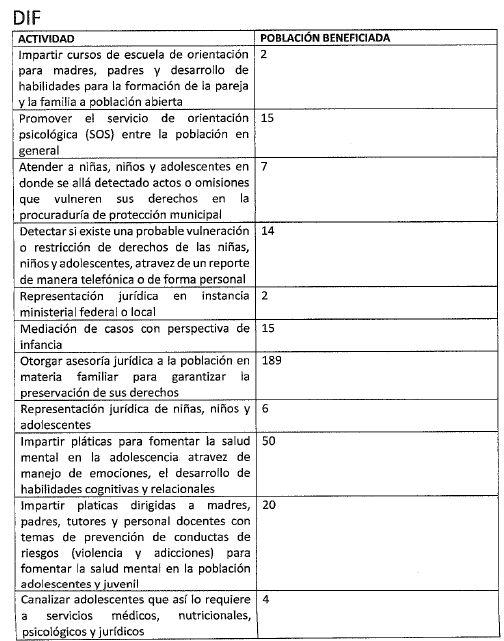 DIF
ACTIVIDAD POBLACIÓN BENEFICIADA
Impartir cursos de escuela de orientación 2
para madres, padres y desarrollo de
habilidades para la formación de la pareja
y la familia a población abierta
Promover el servicio de orientación 15
psicológica (SOS) entre la población en
general
Atender a niñas, niños y adolescentes en 7
donde se allá detectado actos o omisiones
que vulneren sus derechos en la
procuraduría de protección municipal
Detectar si existe una probable vulneración 14
o restricción de derechos de las niñas,
niños y adolescentes, atravez de un reporte
de manera telefónica o de forma personal
Representación jurídica en instancia 2
ministerial federal o local
Mediación de casos con perspectiva de 15
infancia
Otorgar asesoría jurídica a la población en 189
materia familiar para garantizar la
preservación de sus derechos
Representación jurídica de niñas, niños y 6
adolescentes
Impartir pláticas para fomentar la salud 50
mental en la adolescencia atravez de
manejo de emociones, el desarrollo de
habilidades cognitivas y relacionales
Impartir platicas dirigidas a madres, 20
padres, tutores y personal docentes con
temas de prevención de conductas de
riesgos (violencia y adicciones) para
fomentar la salud mental en la población
adolescentes y juvenil
Canalizar adolescentes que así lo requiere 4
a servicios médicos, nutricionales,
psicológicos y jurídicos